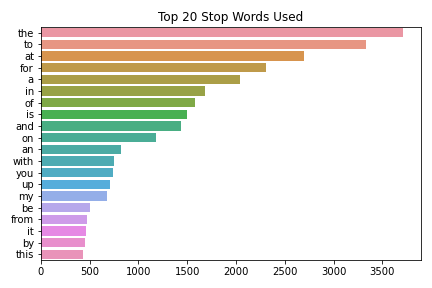 Top 20 Stop Words Used
the
to
at
for
a
in
of
is
and
on
an
with
you
up
my
be
from
it
by
this
0 500 1000 1500 2000 2500 3000 3500